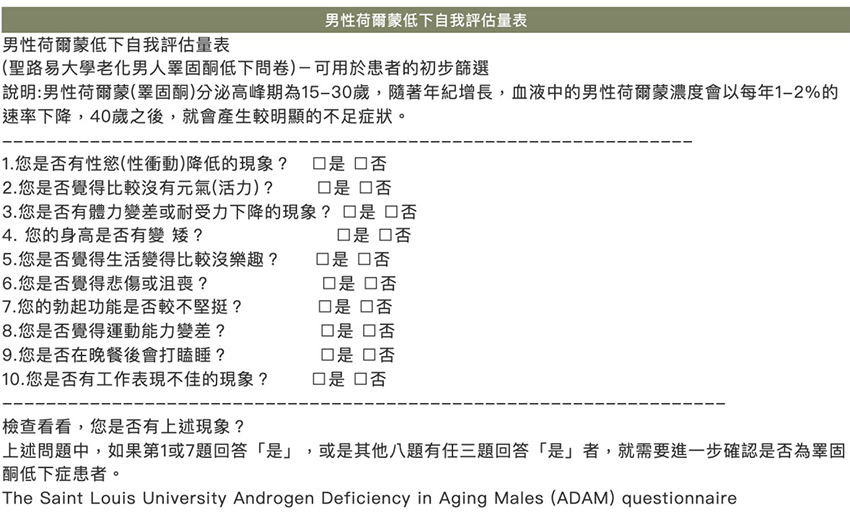 男性荷爾蒙低下自我評估量表
男性荷爾蒙低下自我評估量表
(聖路易大學老化男人睪固酮低下問卷)－可用於患者的初步篩選
說明:男性荷爾蒙(睪固酮)分泌高峰期為15-30歲，隨著年紀增長，血液中的男性荷爾蒙濃度會以每年1-2%的
速率下降，40歲之後，就會產生較明顯的不足症狀。
----------------------------------------------------------------
1.您是否有性慾(性衝動)降低的現象？ □是 □否
2.您是否覺得比較沒有元氣(活力)？ □是 □否
3.您是否有體力變差或耐受力下降的現象？ □是 □否
4. 您的身高是否有變 矮？ □是 □否
5.您是否覺得生活變得比較沒樂趣？ □是 □否
6.您是否覺得悲傷或沮喪？ □是 □否
7.您的勃起功能是否較不堅挺？ □是 □否
8.您是否覺得運動能力變差？ □是 □否
9.您是否在晚餐後會打瞌睡？ □是 □否
10.您是否有工作表現不佳的現象？ □是 □否
-------------------------------------------------------------------
檢查看看，您是否有上述現象？
上述問題中，如果第1或7題回答「是」，或是其他八題有任三題回答「是」者，就需要進一步確認是否為睪固
酮低下症患者。
The Saint Louis University Androgen Deficiency in Aging Males (ADAM) questionnaire